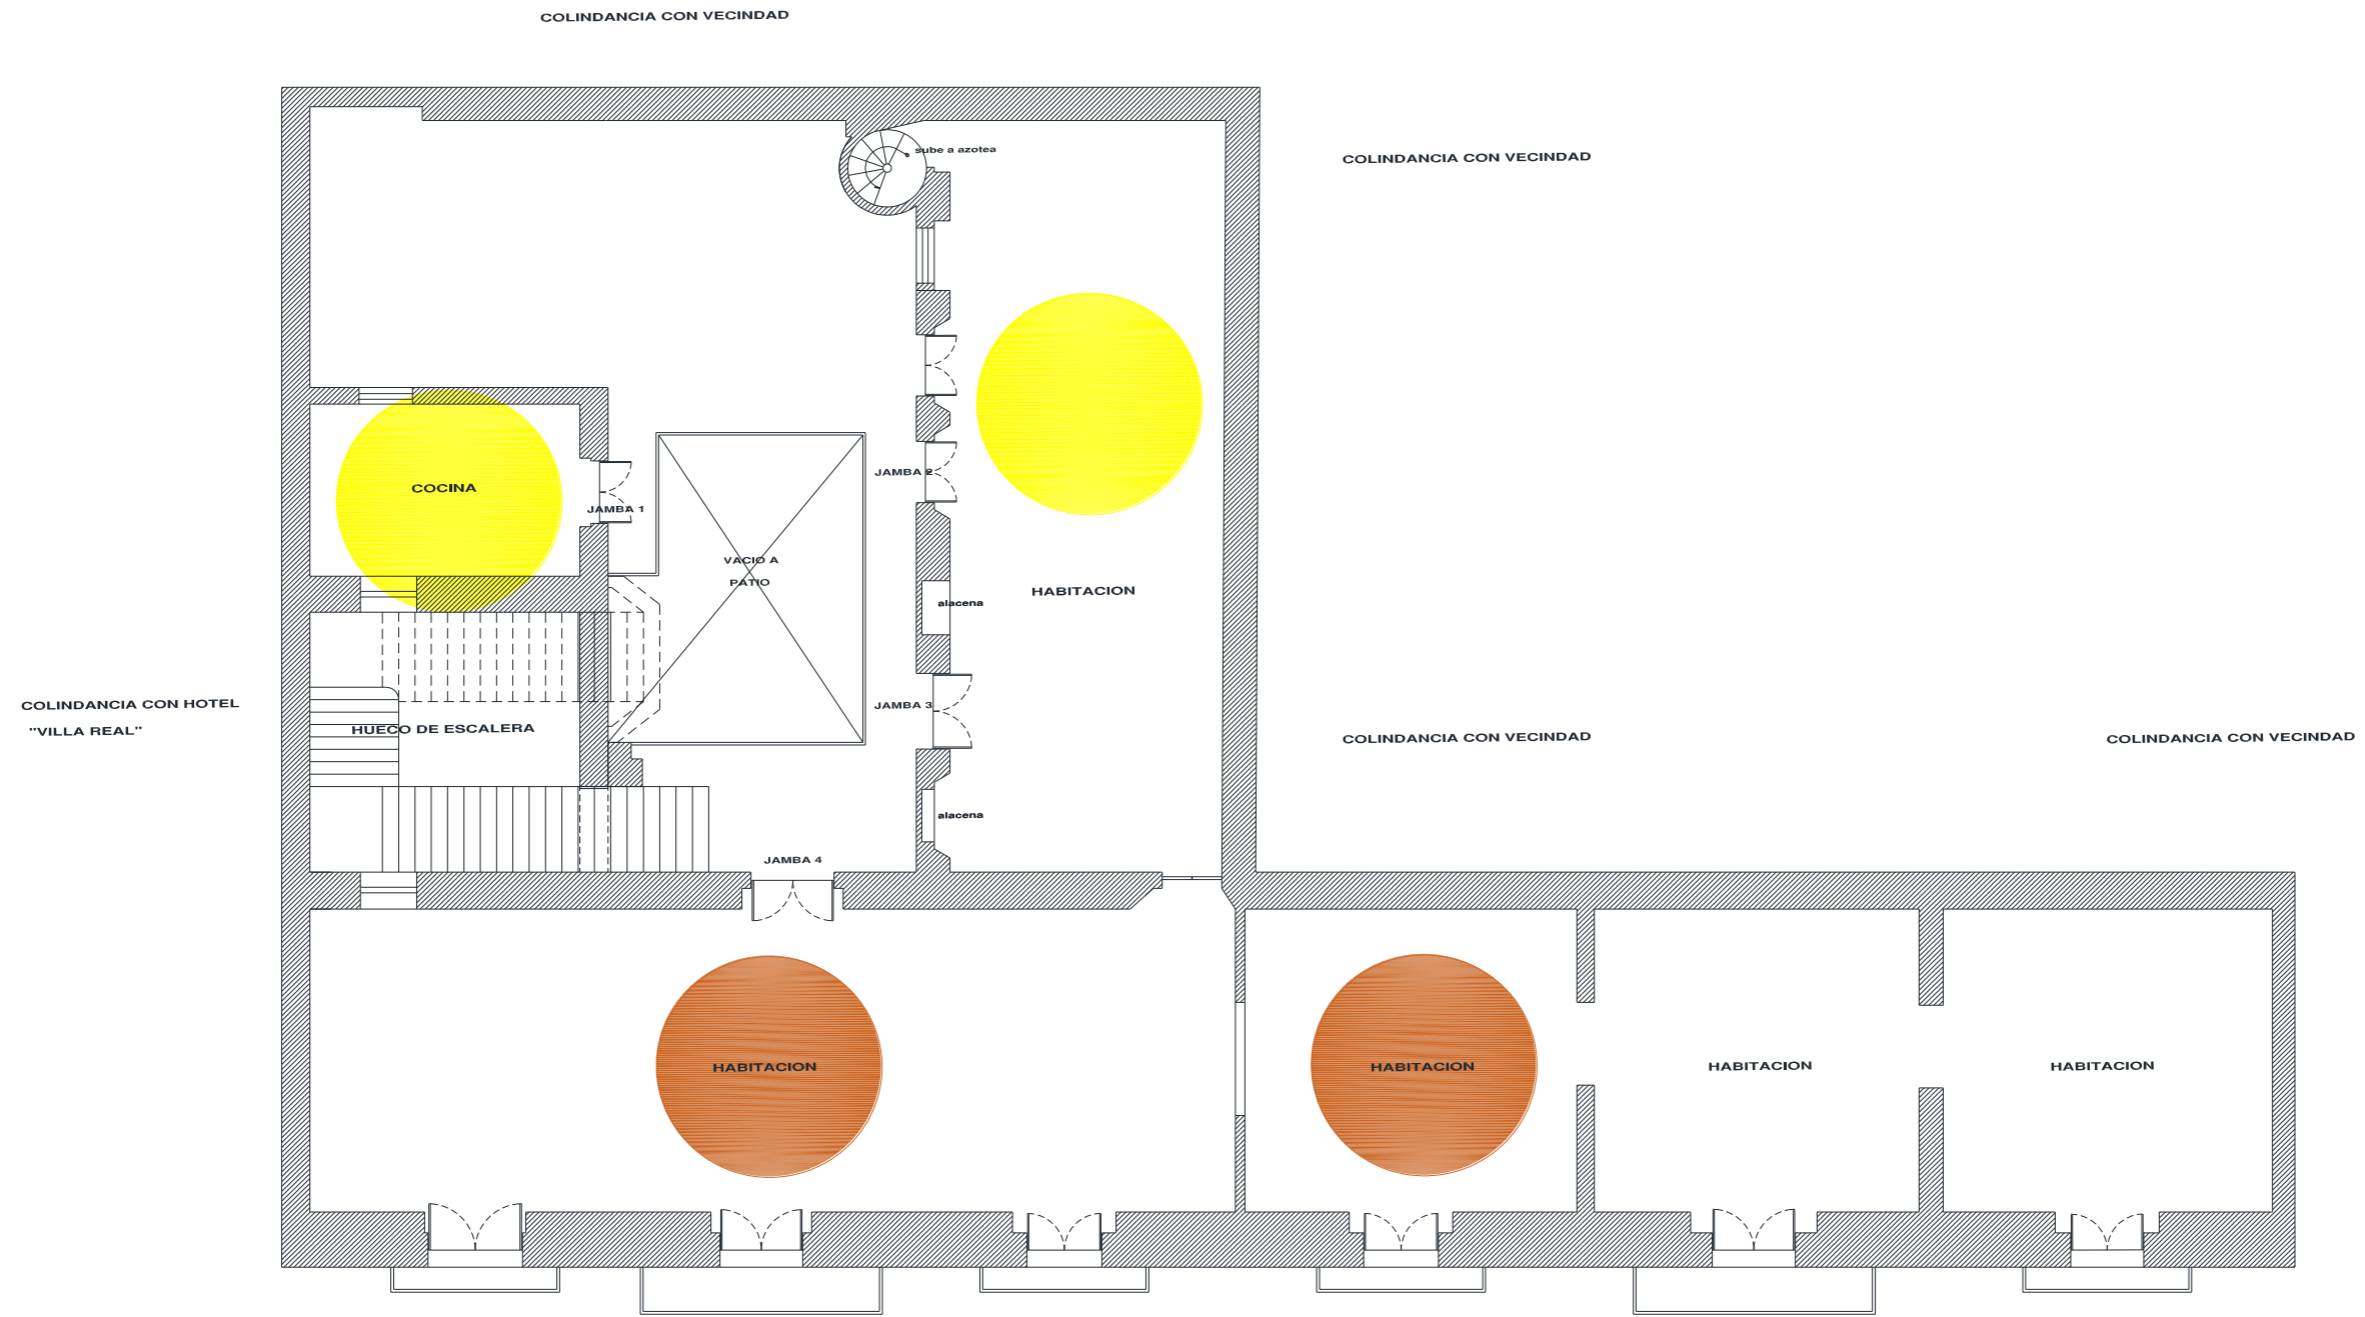 COLINDANCIA CON VECINDAD
sube a azotea
COLINDANCIA CON VECINDAD
JAMBA 2
COCINA
JAMBA 1
VACIO A
PATIO
HABITACION
alacena
COLINDANCIA CON HOTEL
"VILLA REAL"
JAMBA 3
HUECO DE ESCALERA
COLINDANCIA CON VECINDAD
COLINDANCIA CON VECINDAD
alacena
JAMBA 4
HABITACION
HABITACION
HABITACION
HABITACION